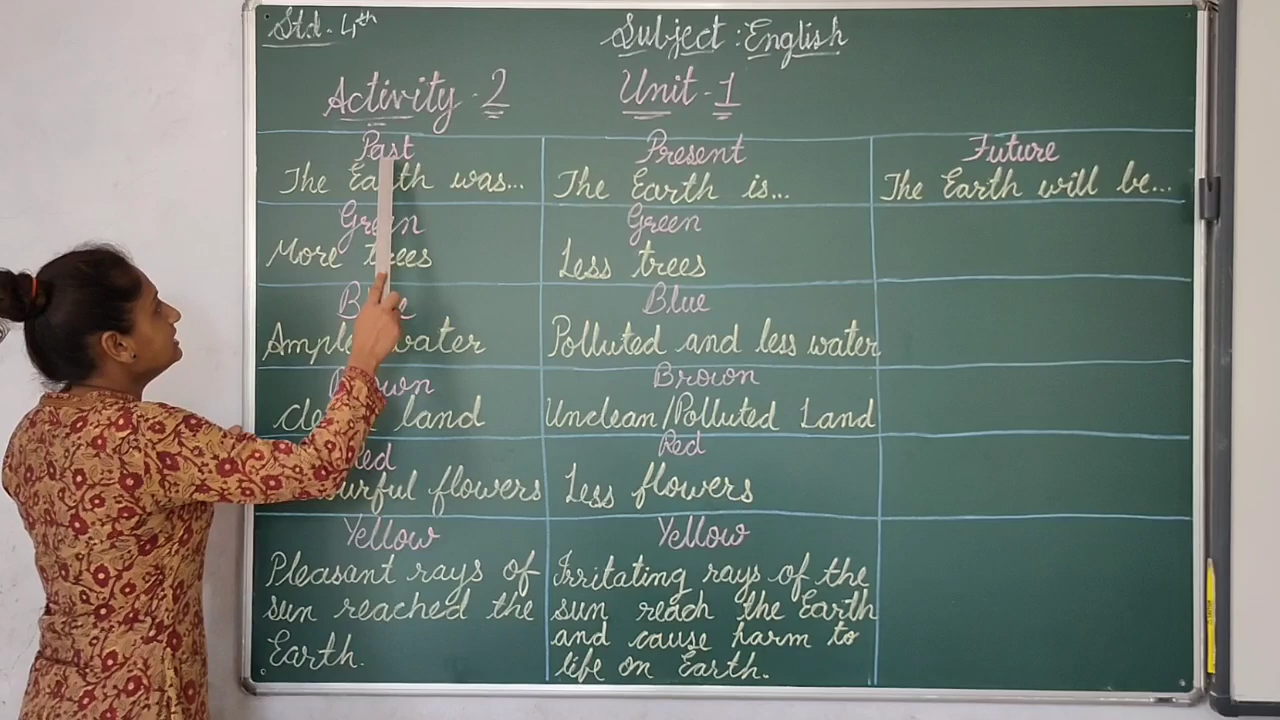 Std. 4th
Subject : English
Activity - 2 Unit - 1
Past
The Earth was...
Present
The Earth is...
Future
The Earth will be...
Green
More trees
Green
Less trees
Blue
Polluted and less water
water
Brown
Unclean/Polluted Land
land
Red
flowers
Red
Less flowers
Yellow
Pleasant rays of
sun reached the
Earth.
Yellow
Irritating rays of the
sun reach the Earth
and cause harm to
life on Earth.